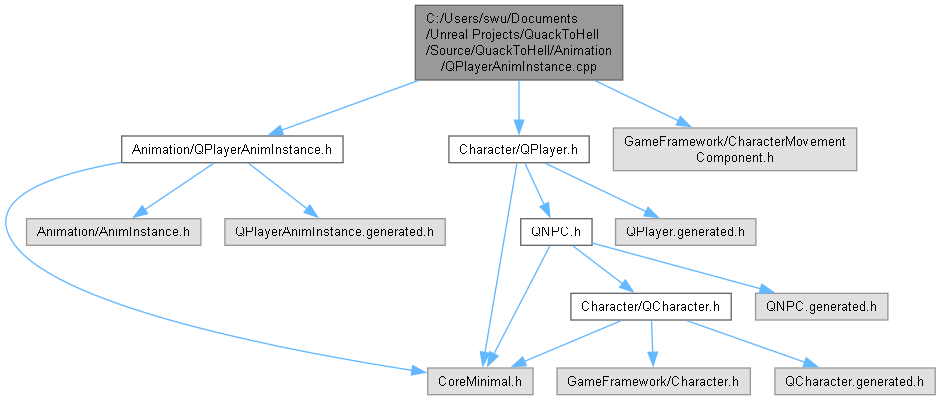 C:/Users/swu/Documents
/Unreal Projects/QuackToHell
/Source/QuackToHell/Animation
/QPlayerAnimInstance.cpp
Animation/QPlayerAnimInstance.h
Character/QPlayer.h
GameFramework/CharacterMovement
Component.h
Animation/AnimInstance.h
QPlayerAnimInstance.generated.h
QNPC.h
QPlayer.generated.h
Character/QCharacter.h
QNPC.generated.h
CoreMinimal.h
GameFramework/Character.h
QCharacter.generated.h